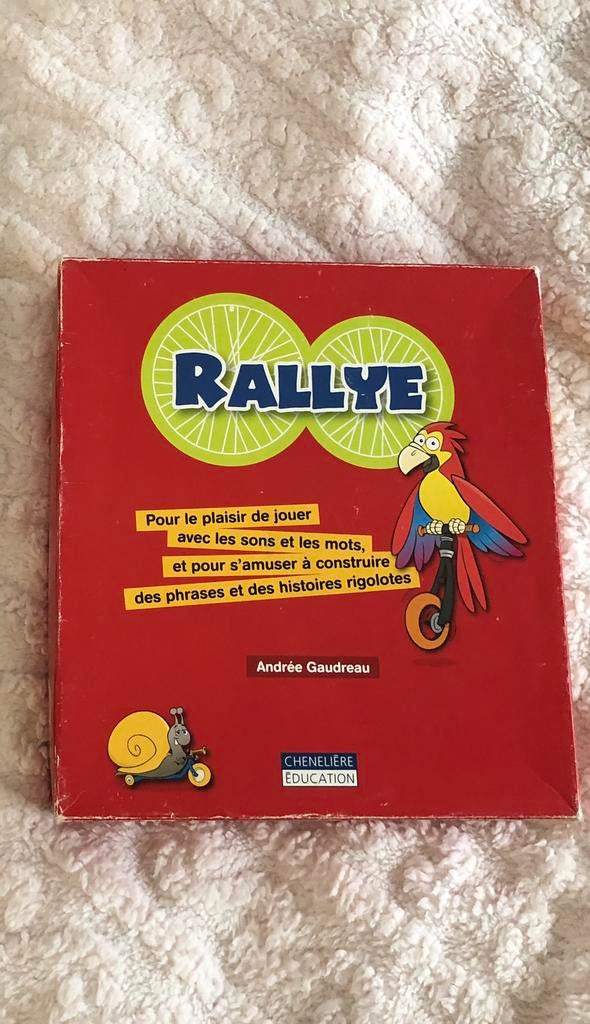 RALLYE
Pour le plaisir de jouer
avec les sons et les mots,
et pour s'amuser à construire
des phrases et des histoires rigolotes
Andrée Gaudreau
CHENELIÈRE
ÉDUCATION